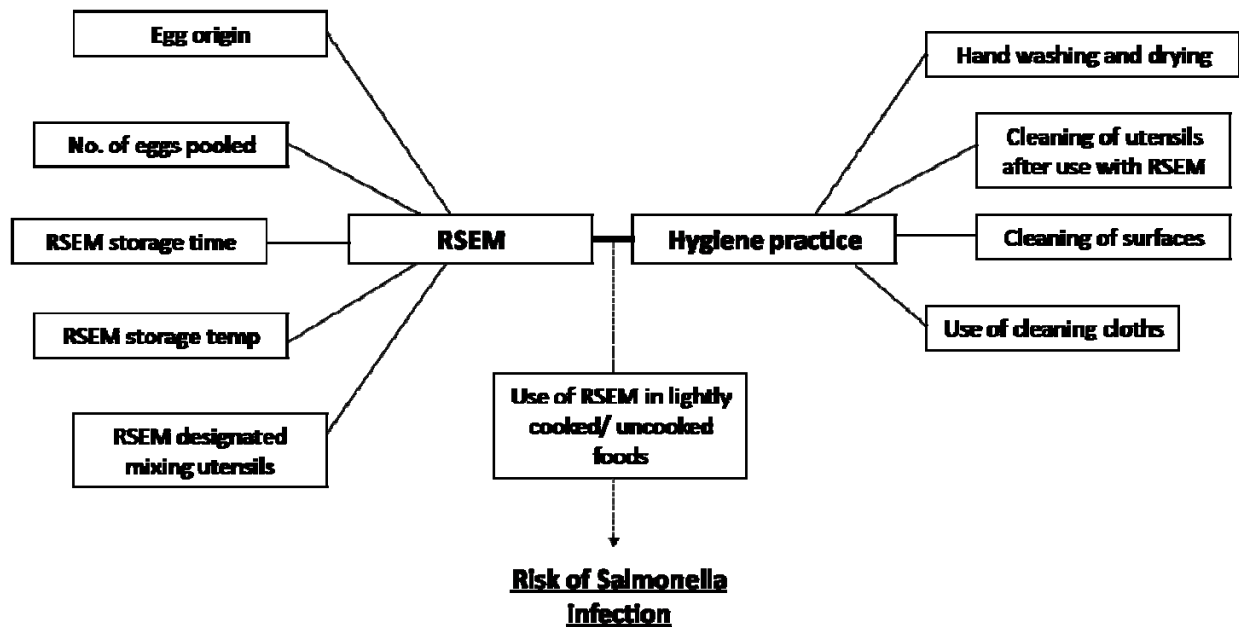 Egg origin
No. of eggs pooled
RSEM storage time
RSEM storage temp
RSEM designated
mixing utensils
RSEM
Hygiene practice
Hand washing and drying
Cleaning of utensils
after use with RSEM
Cleaning of surfaces
Use of cleaning cloths
Use of RSEM in lightly
cooked/ uncooked
foods
Risk of Salmonella
infection